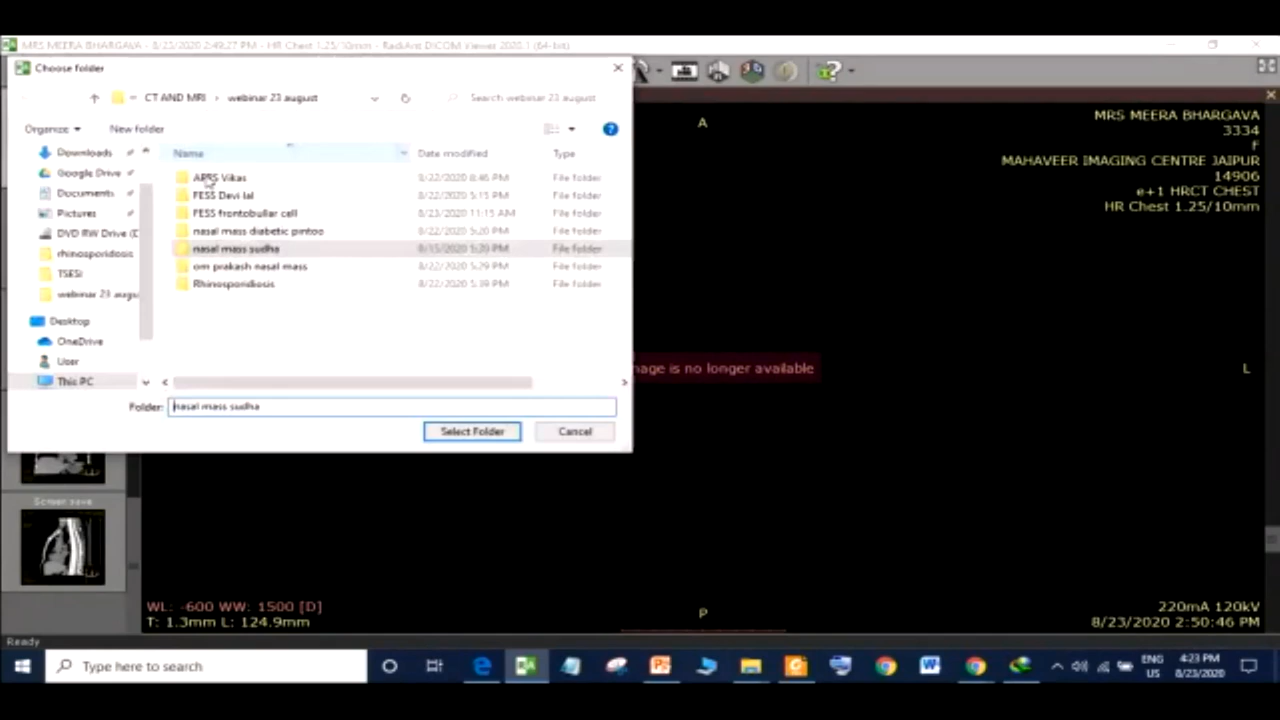 MRS MEERA BHARGAVA - 8/23/2020 2:49:27 PM - HR Chest 1.25/10mm - RadiAnt DICOM Viewer 2020.1 (64-bit)
Choose folder
CT AND MRI > webinar 23 august
Search webinar 23 august
Organize
New folder
Name Date modified Type
Downloads
Google Drive
Documents
Pictures
DVD RW Drive (D
rhinosporidosis
TSESI
webinar 23 augu
Desktop
OneDrive
User
This PC
Vikas 8/22/2020 8:46 PM File folder
FESS Devi lal 8/22/2020 5:15 PM File folder
FESS frontobullar cell 8/23/2020 11:15 AM File folder
nasal mass diabetic pintoo 8/22/2020 5:20 PM File folder
nasal mass sudha 8/15/2020 5:20 PM File folder
om prakash nasal mass 8/22/2020 5:29 PM File folder
Rhinosporidiosis 8/22/2020 5:39 PM File folder
Folder: nasal mass sudha
Select Folder
Cancel
MRS MEERA BHARGAVA
3334
F
MAHAVEER IMAGING CENTRE JAIPUR
14906
e+1 HRCT CHEST
HR Chest 1.25/10mm
A
mage is no longer available
L
P
Screen save
WL: -600 WW: 1500 [D]
T: 1.3mm L: 124.9mm
220mA 120kV
8/23/2020 2:50:46 PM
Ready
Type here to search
ENG
US
4:23 PM
8/23/2020